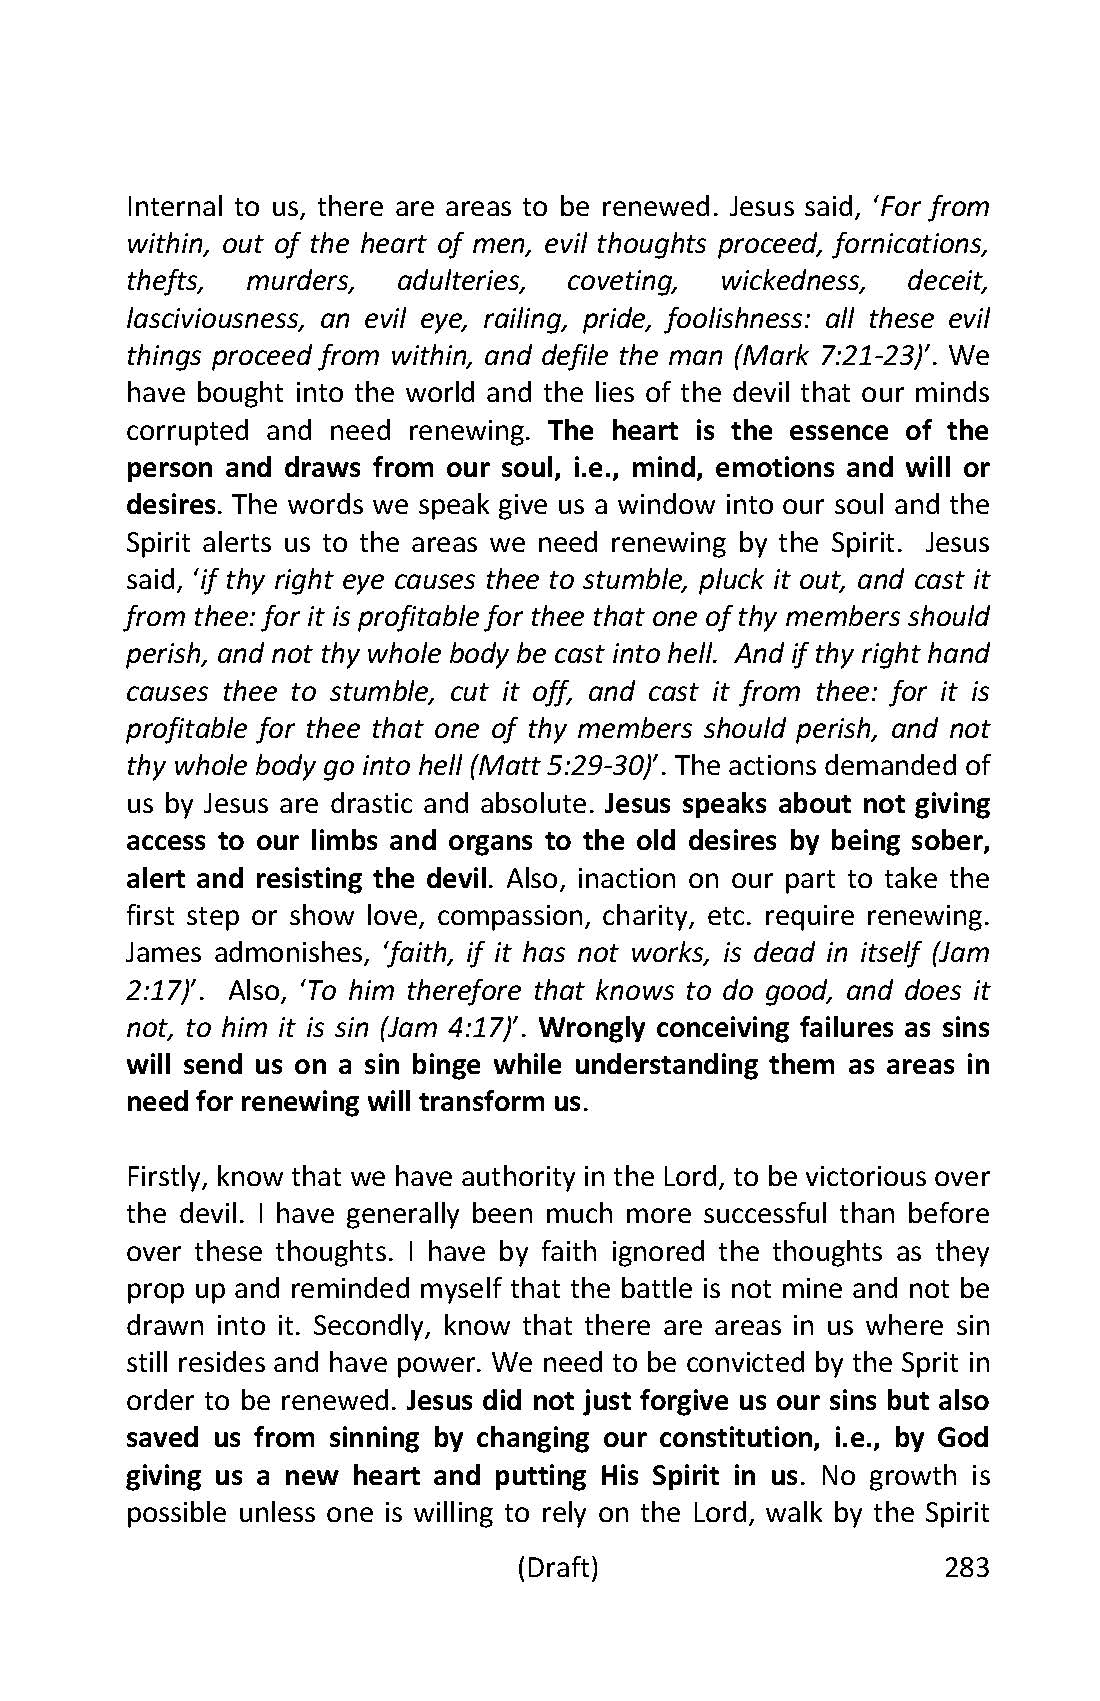 Internal to us, there are areas to be renewed. Jesus said, ‘For from
within, out of the heart of men, evil thoughts proceed, fornications,
thefts, murders, adulteries, coveting, wickedness, deceit,
lasciviousness, an evil eye, railing, pride, foolishness: all these evil
things proceed from within, and defile the man (Mark 7:21-23)’. We
have bought into the world and the lies of the devil that our minds
corrupted and need renewing. The heart is the essence of the
person and draws from our soul, i.e., mind, emotions and will or
desires. The words we speak give us a window into our soul and the
Spirit alerts us to the areas we need renewing by the Spirit.  Jesus
said, ‘if thy right eye causes thee to stumble, pluck it out, and cast it
from thee: for it is profitable for thee that one of thy members should
perish, and not thy whole body be cast into hell.  And if thy right hand
causes thee to stumble, cut it off, and cast it from thee: for it is
profitable for thee that one of thy members should perish, and not
thy whole body go into hell (Matt 5:29-30)’. The actions demanded of
us by Jesus are drastic and absolute. Jesus speaks about not giving
access to our limbs and organs to the old desires by being sober,
alert and resisting the devil. Also, inaction on our part to take the
first step or show love, compassion, charity, etc. require renewing.
James admonishes, ‘faith, if it has not works, is dead in itself (Jam
2:17)’.  Also, ‘To him therefore that knows to do good, and does it
not, to him it is sin (Jam 4:17)’. Wrongly conceiving failures as sins
will send us on a sin binge while understanding them as areas in
need for renewing will transform us.
Firstly, know that we have authority in the Lord, to be victorious over
the devil. I have generally been much more successful than before
over these thoughts. I have by faith ignored the thoughts as they
prop up and reminded myself that the battle is not mine and not be
drawn into it. Secondly, know that there are areas in us where sin
still resides and have power. We need to be convicted by the Sprit in
order to be renewed. Jesus did not just forgive us our sins but also
saved us from sinning by changing our constitution, i.e., by God
giving us a new heart and putting His Spirit in us. No growth is
possible unless one is willing to rely on the Lord, walk by the Spirit
(Draft) 283